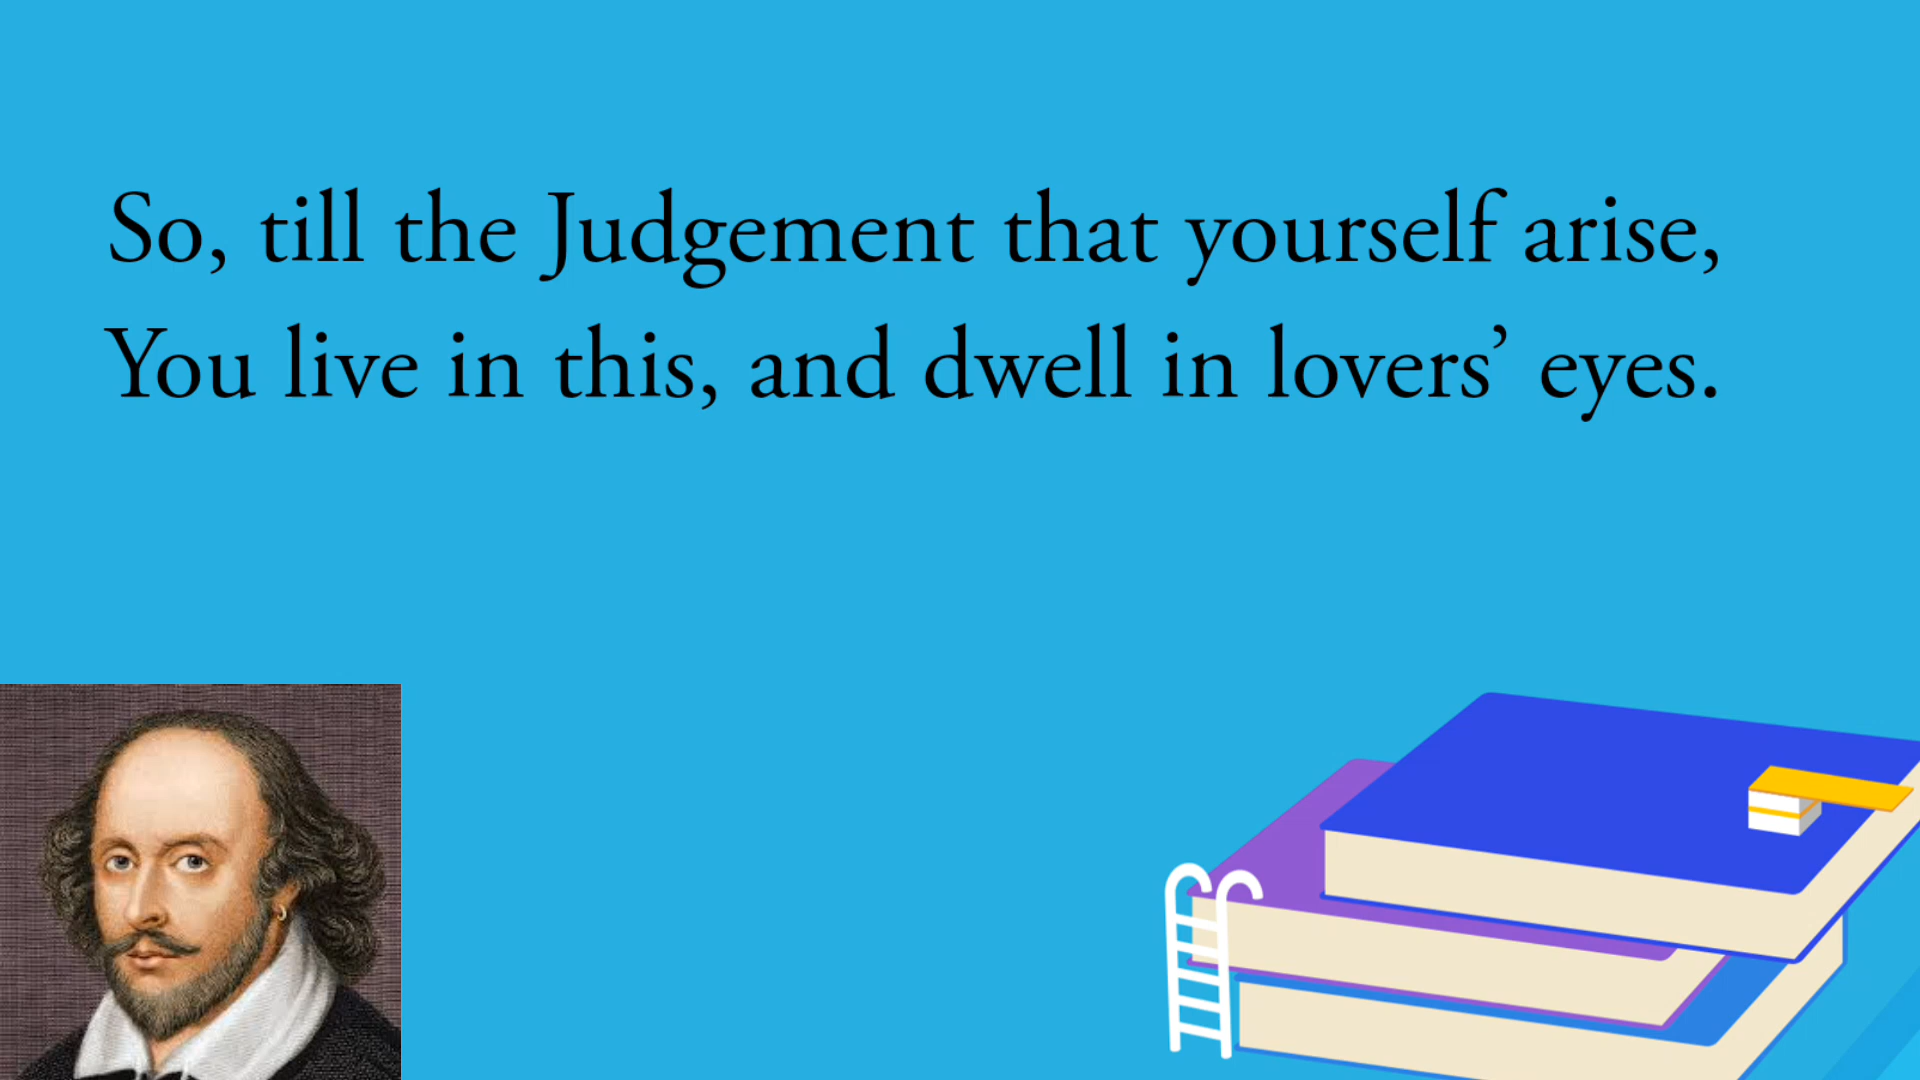 So, till the Judgement that yourself arise,
You live in this, and dwell in lovers’ eyes.